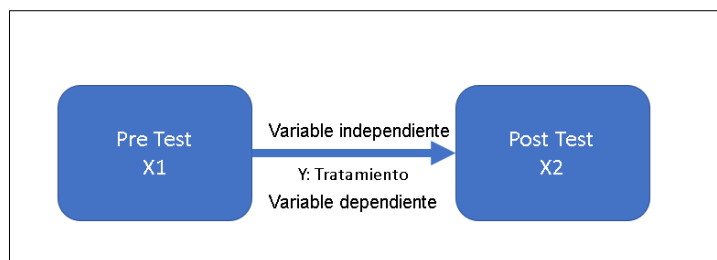 Pre Test
X1
Variable independiente
Y: Tratamiento
Variable dependiente
Post Test
X2